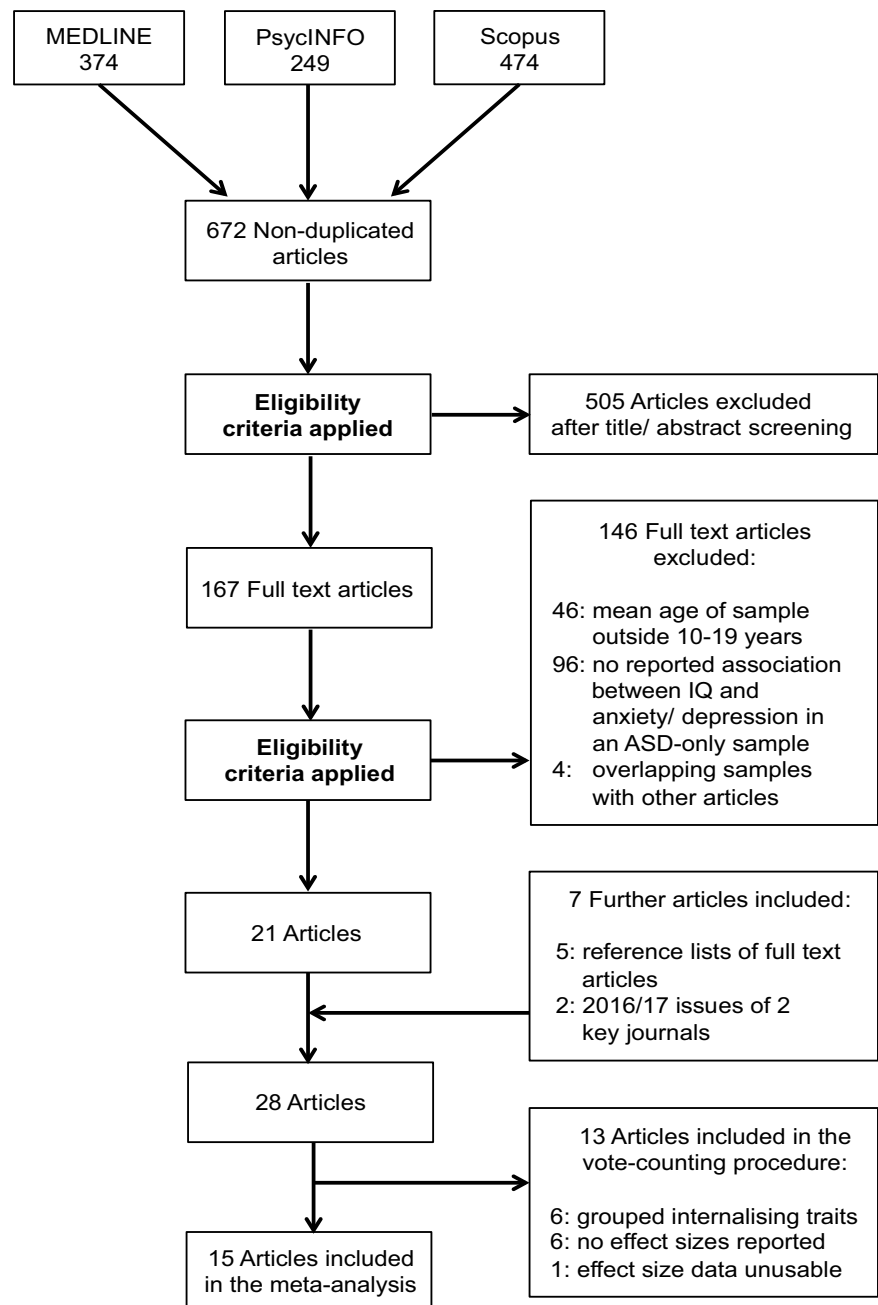 MEDLINE
374
PsycINFO
249
Scopus
474
672 Non-duplicated
articles
Eligibility
criteria applied
505 Articles excluded
after title/ abstract screening
167 Full text articles
146 Full text articles
excluded:
46: mean age of sample
outside 10-19 years
96: no reported association
between IQ and
anxiety/ depression in
an ASD-only sample
4: overlapping samples
with other articles
Eligibility
criteria applied
21 Articles
7 Further articles included:
5: reference lists of full text
articles
2: 2016/17 issues of 2
key journals
28 Articles
13 Articles included in the
vote-counting procedure:
6: grouped internalising traits
6: no effect sizes reported
1: effect size data unusable
15 Articles included
in the meta-analysis